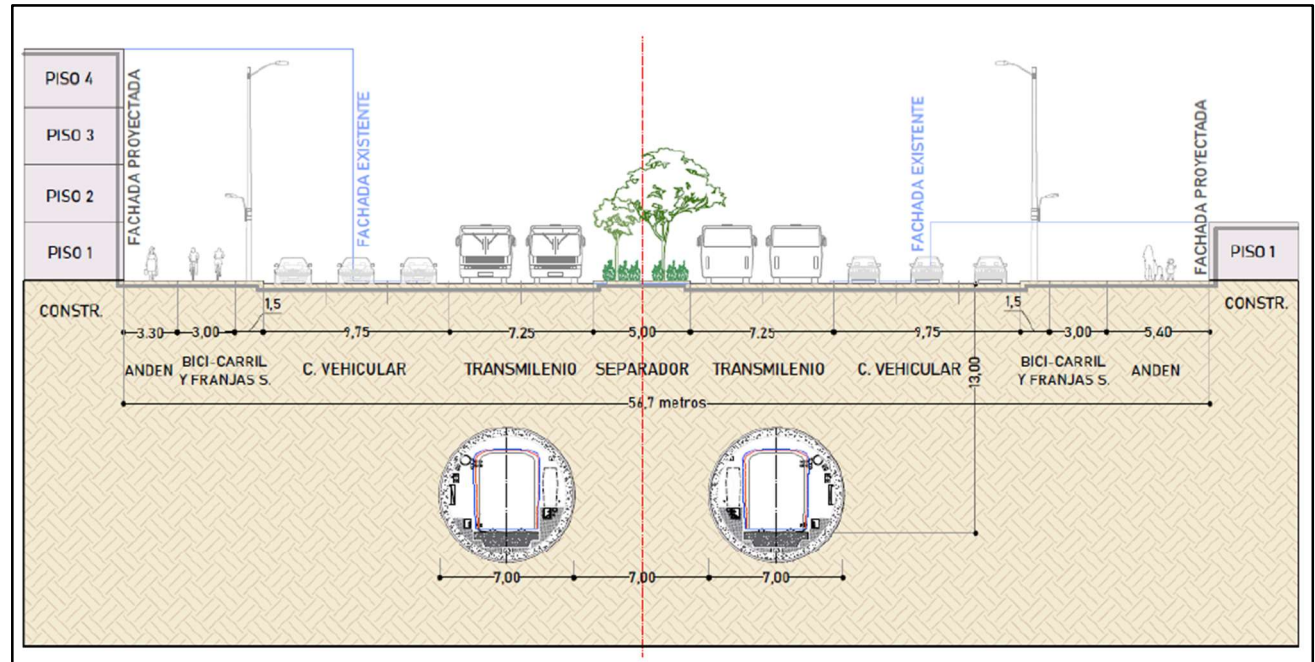 PISO 4
PISO 3
PISO 2
PISO 1
FACHADA PROYECTADA
FACHADA EXISTENTE
FACHADA EXISTENTE
FACHADA PROYECTADA
PISO 1
CONSTR.
CONSTR.
1,5
1,5
3.30
3,00
9,75
7.25
5,00
7.25
9,75
3,00
5,40
ANDEN
BICI-CARRIL
Y FRANJAS S.
C. VEHICULAR
TRANSMILENIO
SEPARADOR
TRANSMILENIO
C. VEHICULAR
13,00
BICI-CARRIL
Y FRANJAS S.
ANDEN
56,7 metros
7,00
7,00
7,00